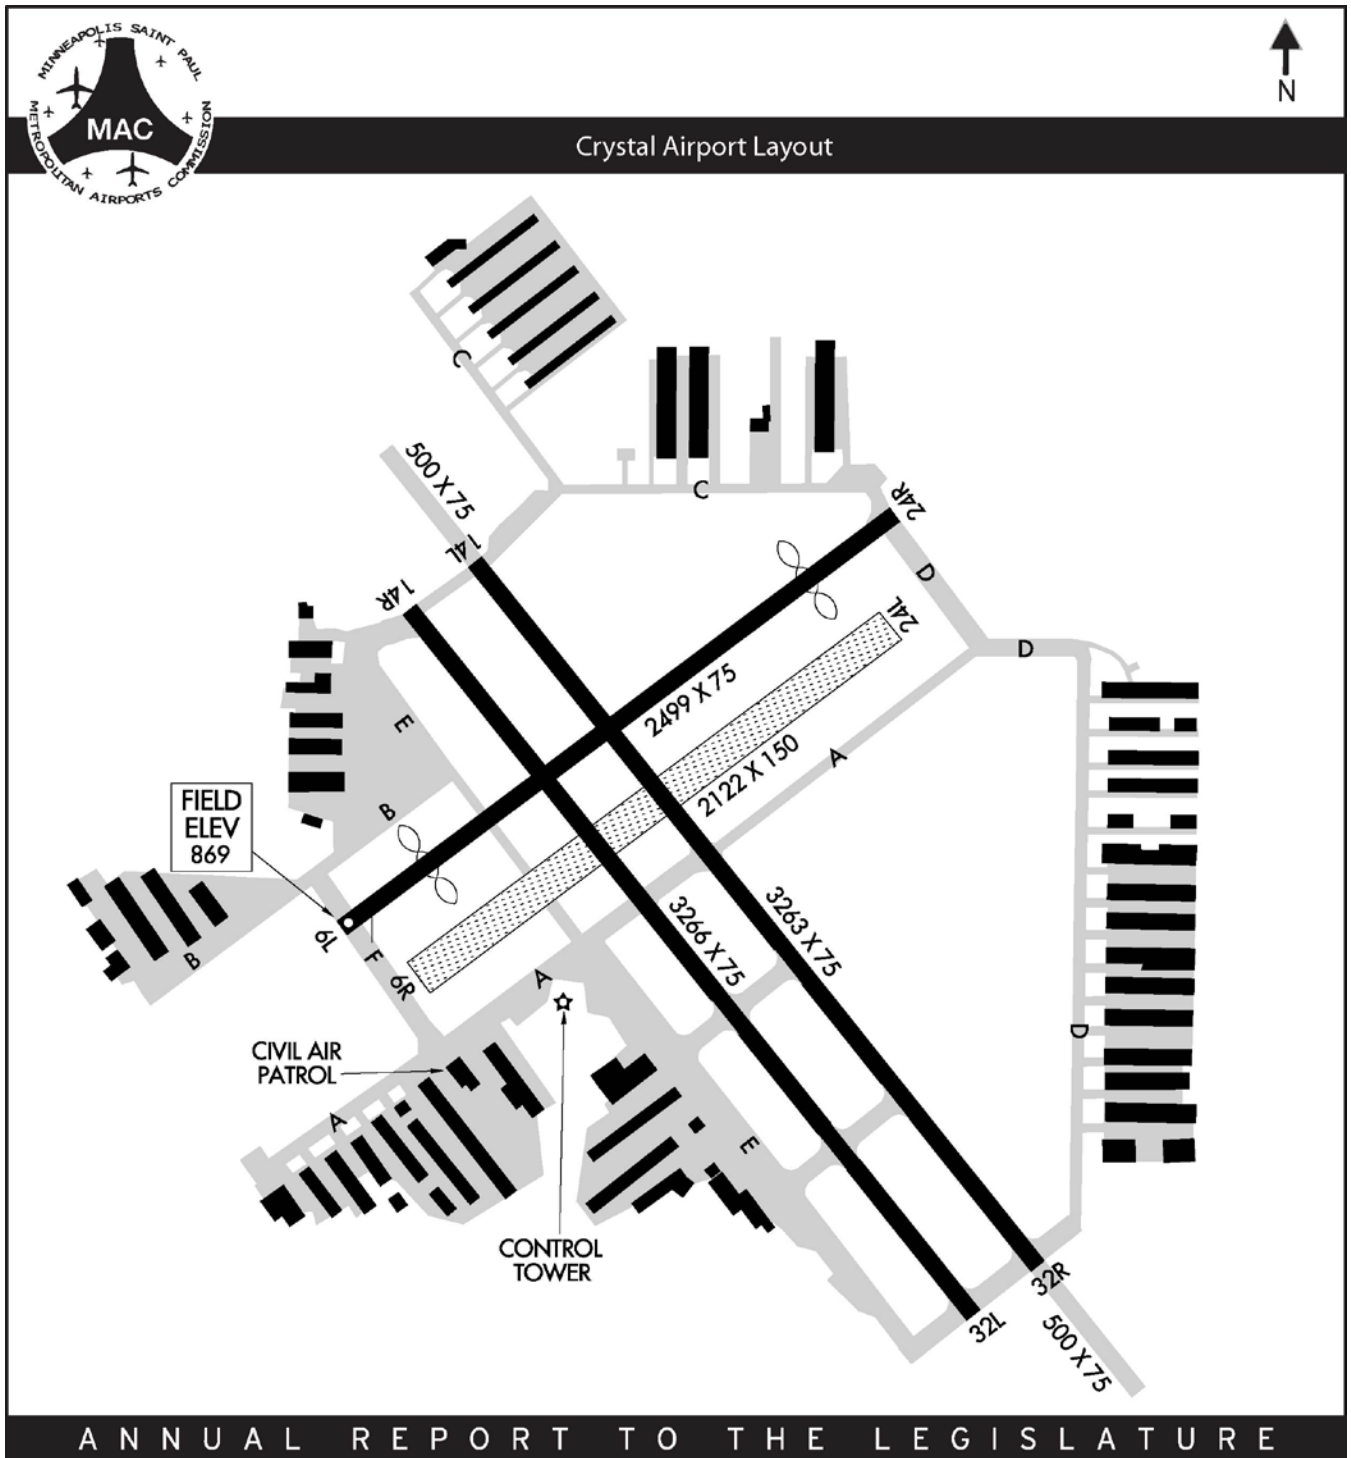 MINNEAPOLIS SAINT PAUL
METROPOLITAN AIRPORTS COMMISSION
MAC
N
Crystal Airport Layout
C
500 X 75
C
24R
14L
14R
D
24L
D
2499 X 75
E
2122 X 150
A
FIELD
ELEV
869
B
3266 X 75
3263 X 75
6L
B
F
6R
A
CIVIL AIR
PATROL
D
A
E
CONTROL
TOWER
32R
32L
500 X 75
ANNUAL REPORT TO THE LEGISLATURE